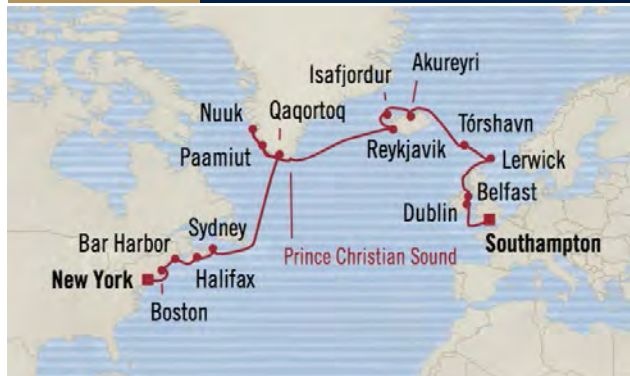 Isafjordur
Akureyri
Nuuk
Qaqortoq
Tórshavn
Paamiut
Reykjavik
Lerwick
Belfast
Dublin
Sydney
Bar Harbor
Southampton
Prince Christian Sound
New York
Halifax
Boston